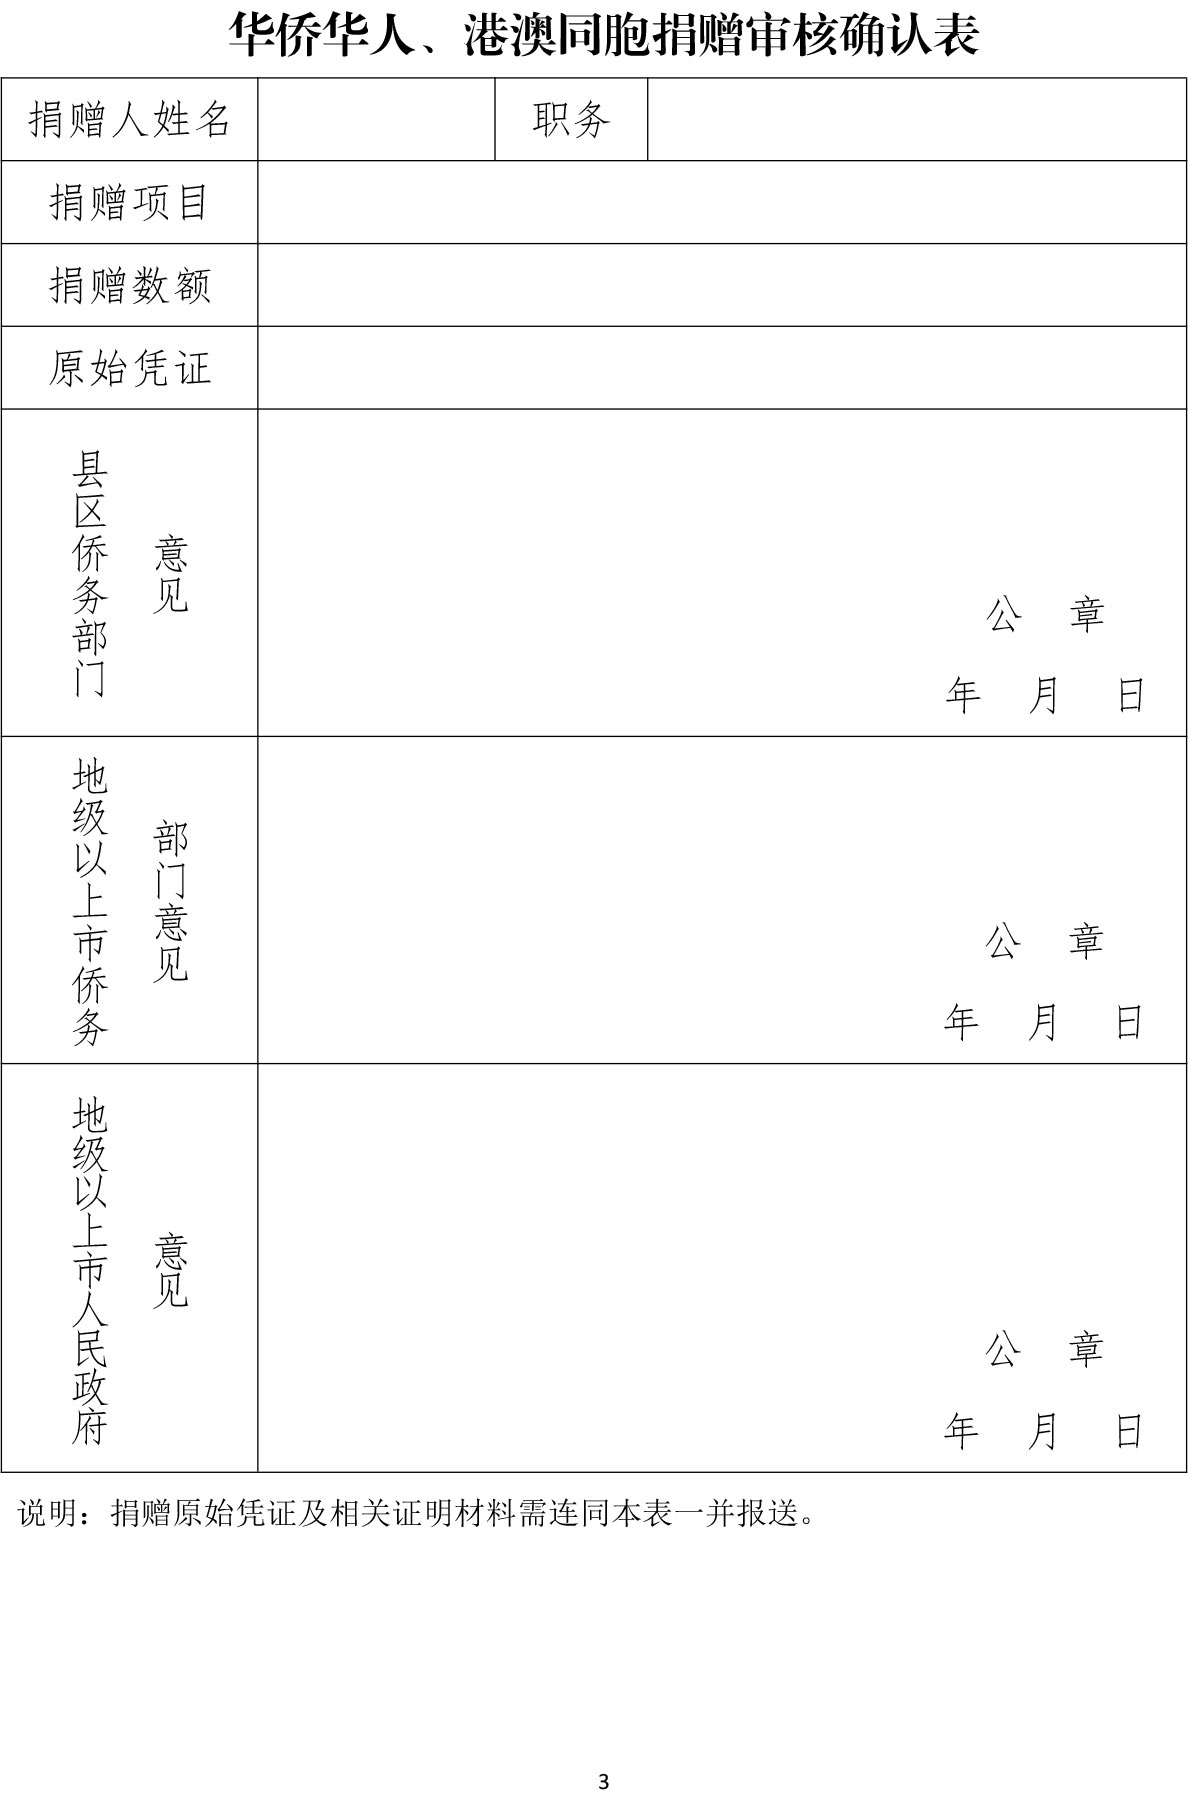 华侨华人、港澳同胞捐赠审核确认表
捐赠人姓名
职务
捐赠项目
捐赠数额
原始凭证
县区侨务部门
意见
公 章
年 月 日
地级以上市侨务
部门意见
公 章
年 月 日
地级以上市人民政府
意见
公 章
年 月 日
说明：捐赠原始凭证及相关证明材料需连同本表一并报送。
3